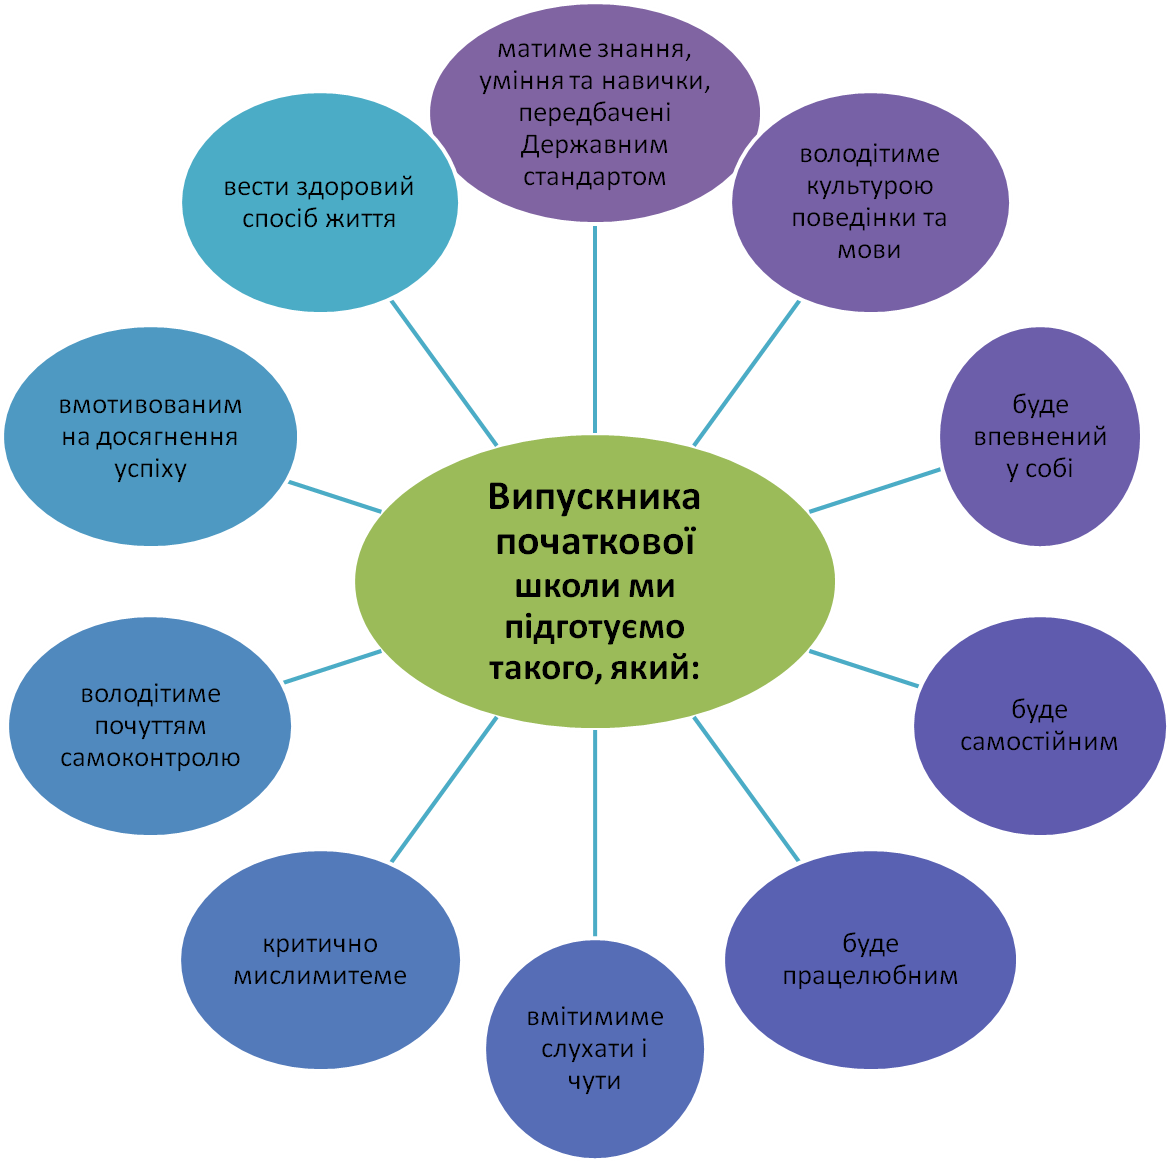 Випускника
початкової
школи ми
підготуємо
такого, який:
матиме знання,
уміння та навички,
передбачені
Державним
стандартом
володітиме
культурою
поведінки та
мови
буде
впевнений
у собі
буде
самостійним
буде
працелюбним
вмітимиме
слухати і
чути
критично
мислимитеме
володітиме
почуттям
самоконтролю
вмотивованим
на досягнення
успіху
вести здоровий
спосіб життя